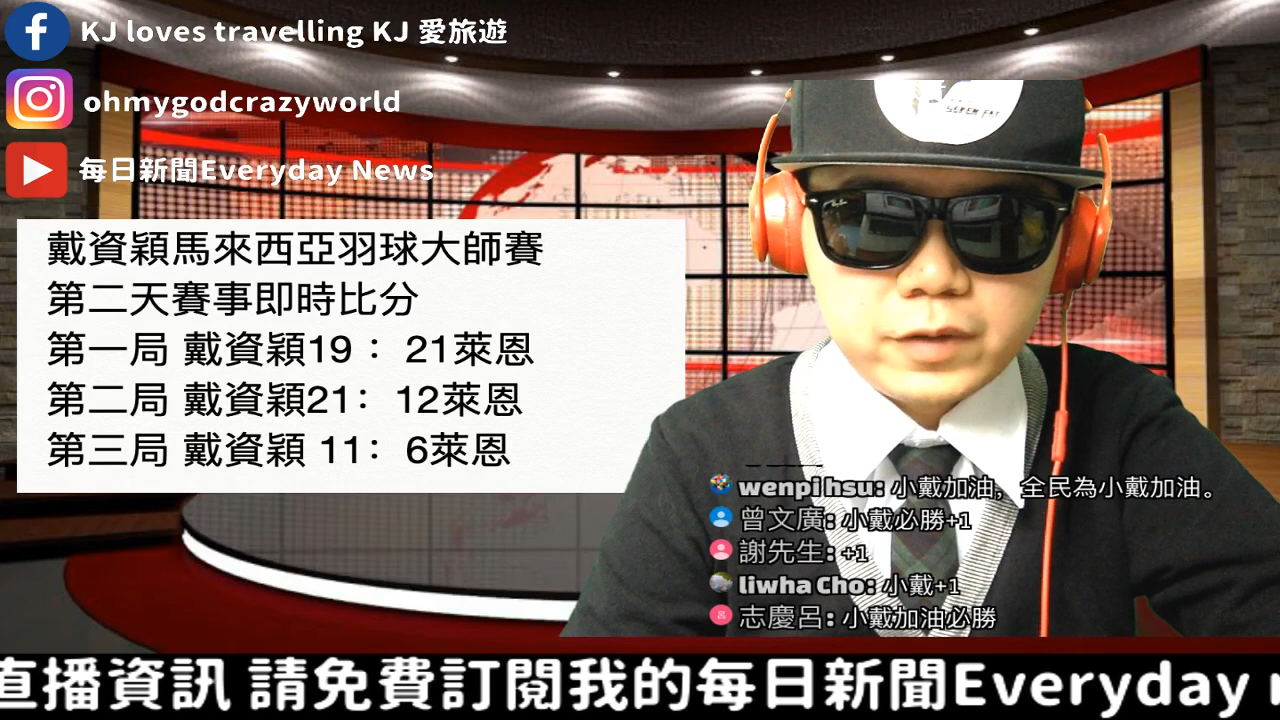 KJ loves travelling KJ 愛旅遊
ohmygodcrazyworld
每日新聞Everyday News
戴資穎馬來西亞羽球大師賽
第二天賽事即時比分
第一局 戴資穎19： 21萊恩
第二局 戴資穎21：12萊恩
第三局 戴資穎 11：6萊恩
wenpi hsu: 小戴加油，全民為小戴加油。
曾文廣: 小戴必勝+1
謝先生: +1
liwha Cho: 小戴+1
志慶呂: 小戴加油必勝
直播資訊 請免費訂閱我的每日新聞Everyday